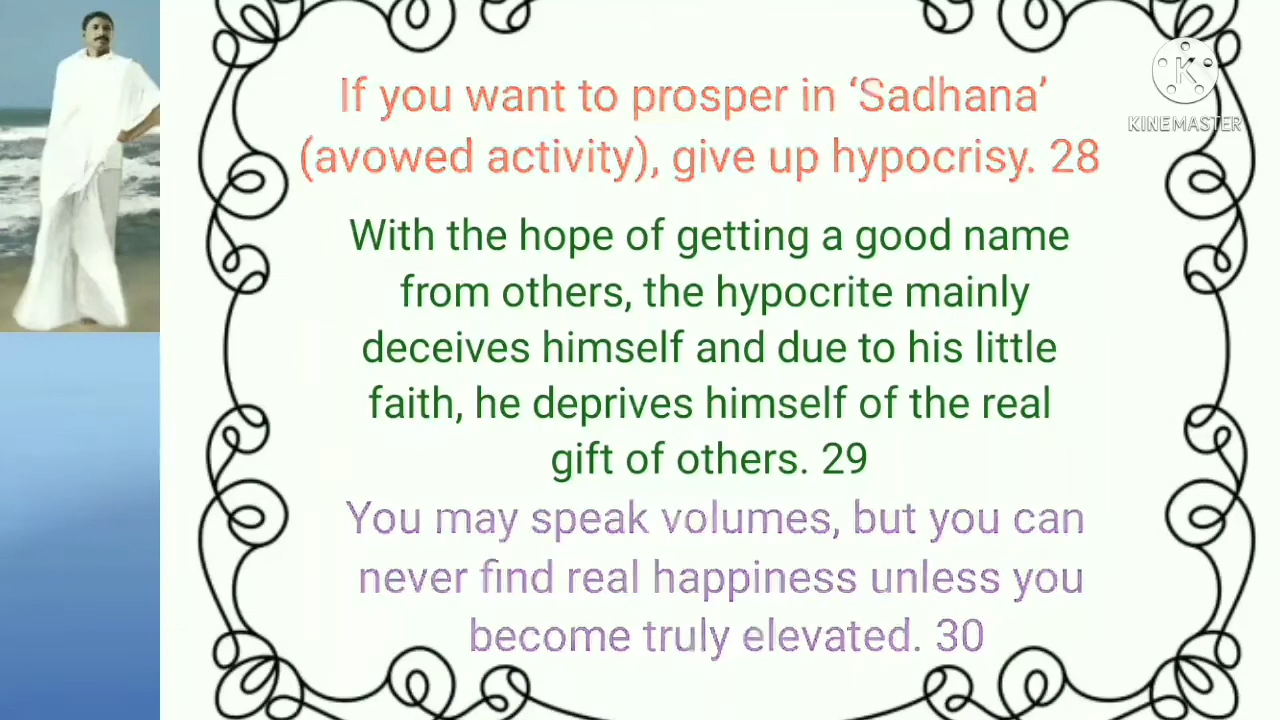 If you want to prosper in ‘Sadhana’
(avowed activity), give up hypocrisy. 28
With the hope of getting a good name
from others, the hypocrite mainly
deceives himself and due to his little
faith, he deprives himself of the real
gift of others. 29
You may speak volumes, but you can
never find real happiness unless you
become truly elevated. 30
K
KINEMASTER